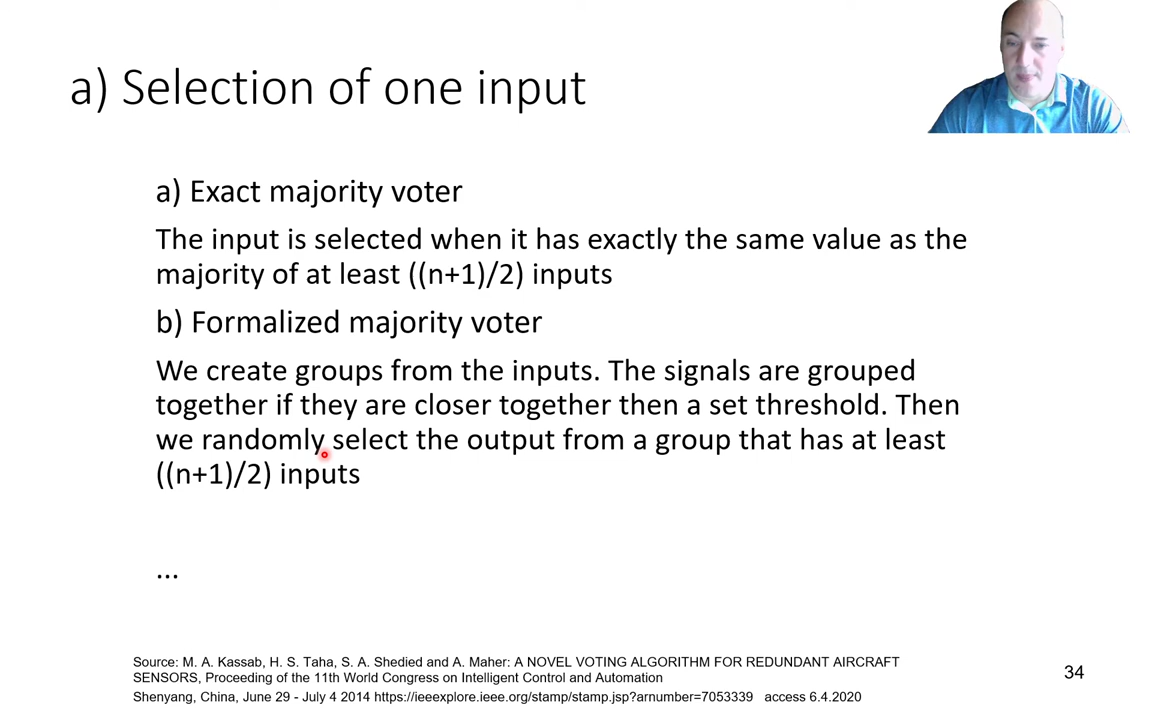 a) Selection of one input
a) Exact majority voter
The input is selected when it has exactly the same value as the
majority of at least ((n+1)/2) inputs
b) Formalized majority voter
We create groups from the inputs. The signals are grouped
together if they are closer together then a set threshold. Then
we randomly select the output from a group that has at least
((n+1)/2) inputs
...
Source: M. A. Kassab, H. S. Taha, S. A. Shedied and A. Maher: A NOVEL VOTING ALGORITHM FOR REDUNDANT AIRCRAFT
SENSORS, Proceeding of the 11th World Congress on Intelligent Control and Automation
Shenyang, China, June 29 - July 4 2014 https://ieeexplore.ieee.org/stamp/stamp.jsp?arnumber=7053339 access 6.4.2020
34